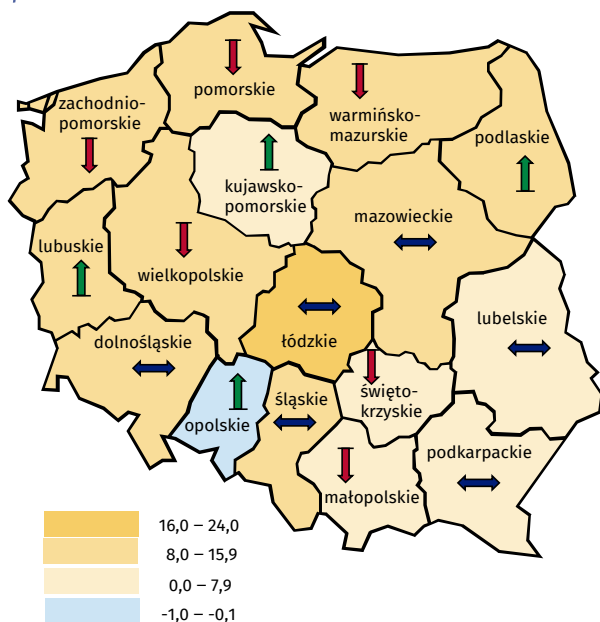 zachodnio-
pomorskie
pomorskie
warmińsko-
mazurskie
podlaskie
kujawsko-
pomorskie
mazowieckie
lubuskie
wielkopolskie
łódzkie
lubelskie
dolnośląskie
opolskie
śląskie
święto-
krzyskie
podkarpackie
małopolskie
16,0 – 24,0
8,0 – 15,9
0,0 – 7,9
-1,0 – -0,1